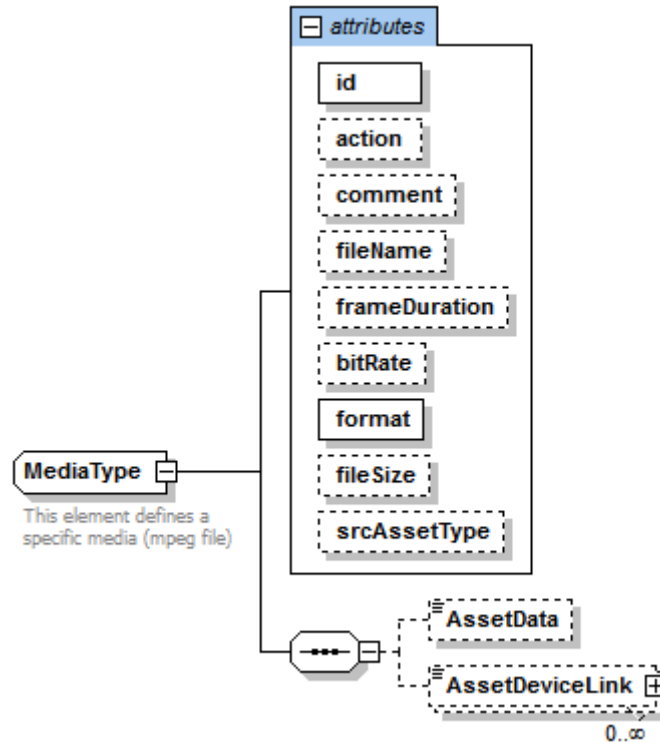 attributes
id
action
comment
fileName
frameDuration
bitRate
format
fileSize
srcAssetType
MediaType
This element defines a
specific media (mpeg file)
AssetData
AssetDeviceLink
0..∞